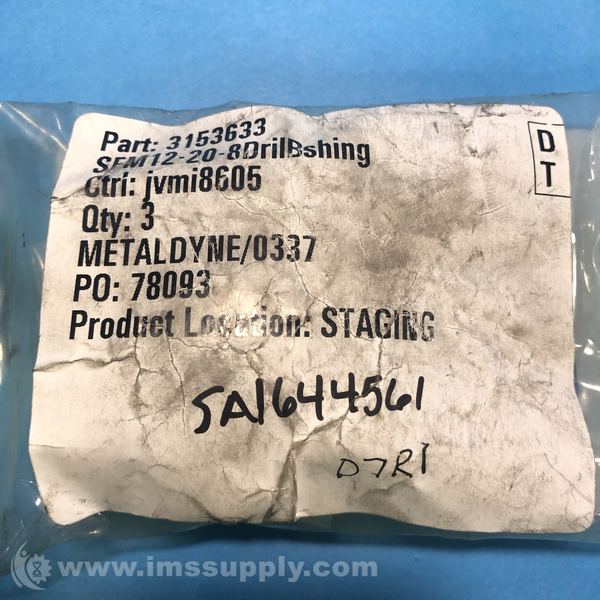 Part: 3153633
SFM12-20-8DrilBshing
Ctrl: jvmi8605
Qty: 3
METALDYNE/0337
PO: 78093
Product Location: STAGING
D
T
SA1644561
D7R1
www.imssupply.com